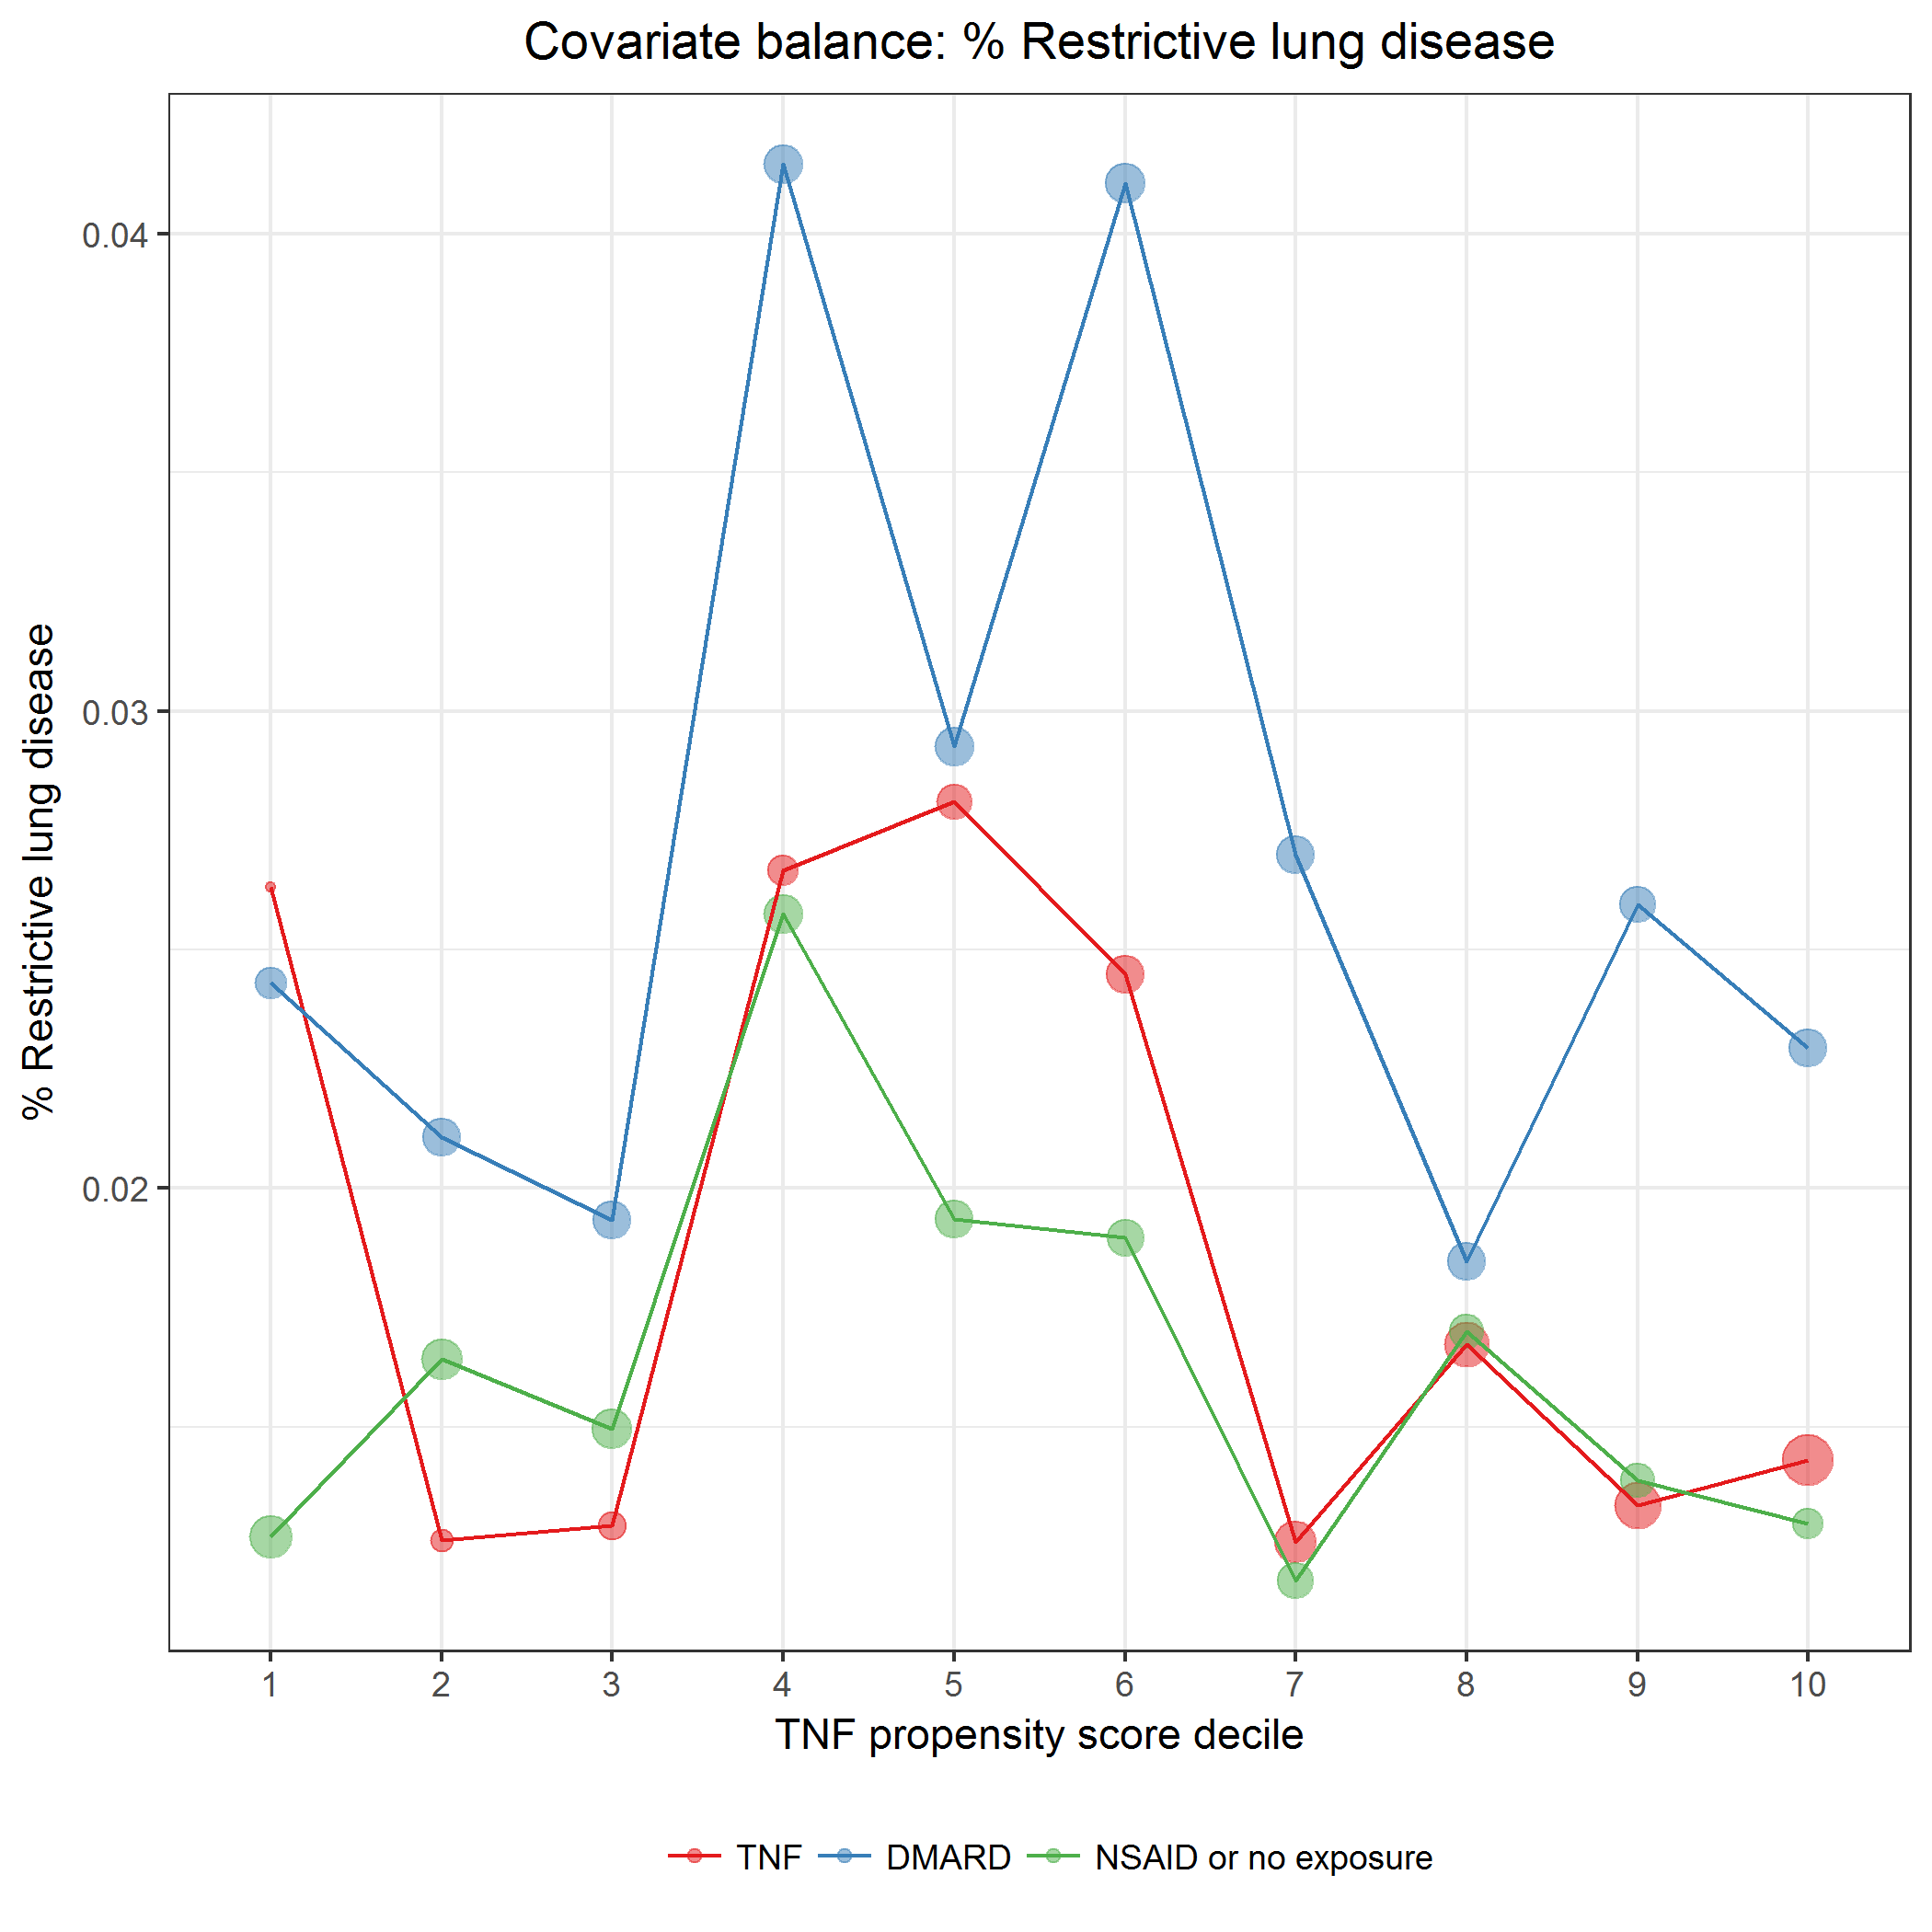 Covariate balance: % Restrictive lung disease
% Restrictive lung disease
0.04
0.03
0.02
1 2 3 4 5 6 7 8 9 10
TNF propensity score decile
TNF DMARD NSAID or no exposure